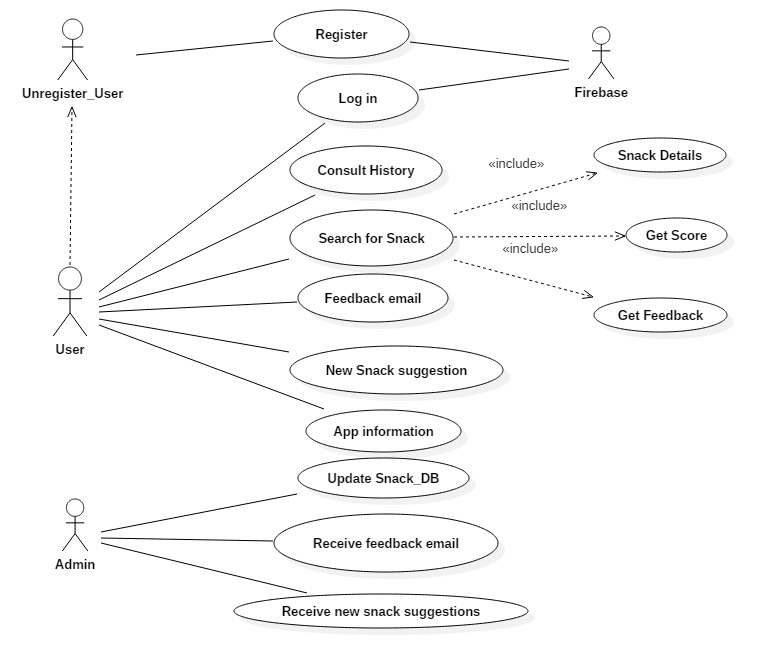 Register
Unregister_User
Firebase
Log in
«include»
Snack Details
Consult History
«include»
Search for Snack
Get Score
«include»
Feedback email
Get Feedback
User
New Snack suggestion
App information
Update Snack_DB
Receive feedback email
Admin
Receive new snack suggestions